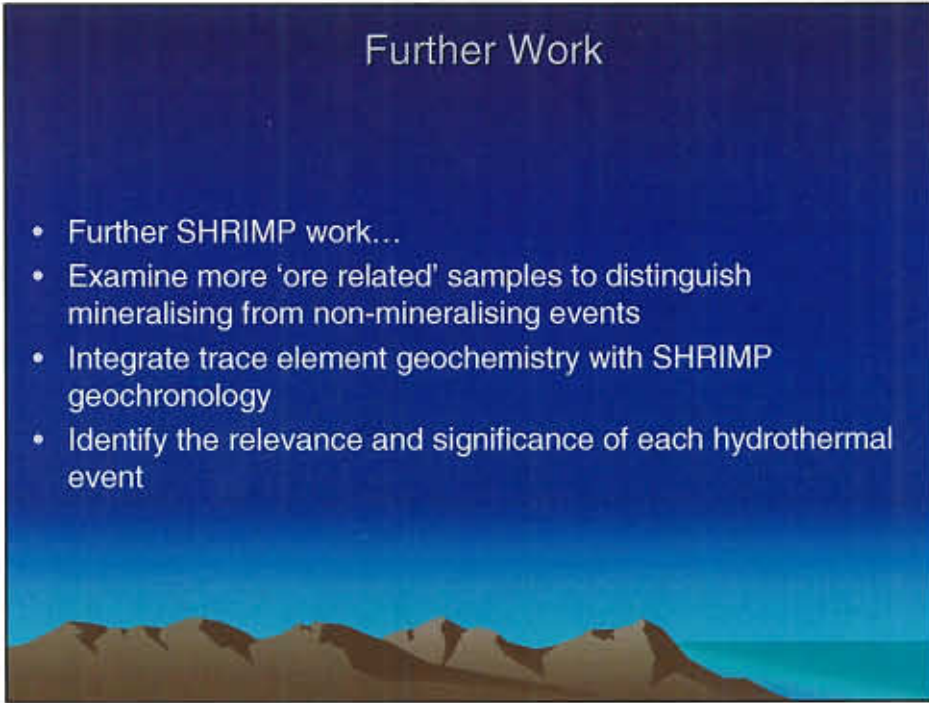 Further Work
• Further SHRIMP work...
• Examine more ‘ore related’ samples to distinguish
mineralising from non-mineralising events
• Integrate trace element geochemistry with SHRIMP
geochronology
• Identify the relevance and significance of each hydrothermal
event